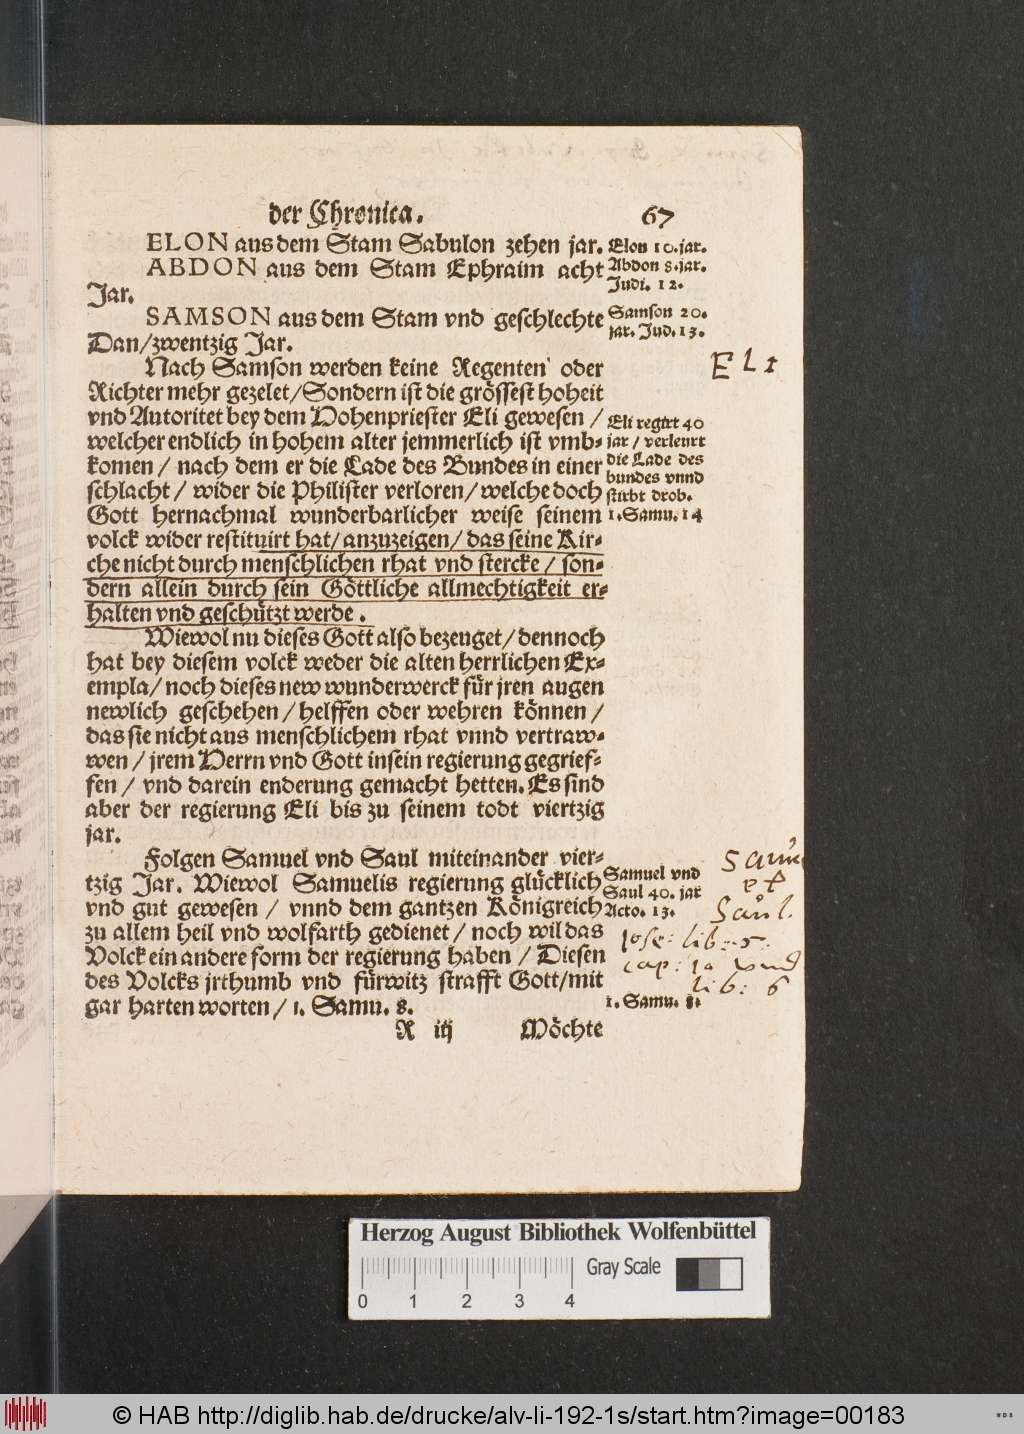 der Chronica. 67
ELON aus dem Stam Sabulon zehen jar.
ABDON aus dem Stam Ephraim acht
Jar.
SAMSON aus dem Stam vnd geschlechte
Dan/zwentzig Jar.
Nach Samson werden keine Regenten oder
Richter mehr gezelet/Sondern ist die grössest hoheit
vnd Autoritet bey dem Hohenpriester Eli gewesen /
welcher endlich in hohem alter jemmerlich ist vmb-
komen / nach dem er die Lade des Bundes in einer
schlacht / wider die Philister verloren/welche doch
Gott hernachmal wunderbarlicher weise seinem
volck wider restituirt hat/anzuzeigen/das seine Kir-
che nicht durch menschlichen rhat vnd stercke / son-
dern allein durch sein Göttliche allmechtigkeit er-
halten vnd geschützt werde.
Wiewol nu dieses Gott also bezeuget/dennoch
hat bey diesem volck weder die alten herrlichen Ex-
empla/noch dieses new wunderwerck für jren augen
newlich geschehen/helffen oder wehren können /
das sie nicht aus menschlichem rhat vnnd vertraw-
wen / jrem Herrn vnd Gott in sein regierung gegrief-
fen / vnd darein enderung gemacht hetten. Es sind
aber der regierung Eli bis zu seinem todt viertzig
jar.
Folgen Samuel vnd Saul miteinander vier-
tzig Jar. Wiewol Samuelis regierung glücklich
vnd gut gewesen / vnnd dem gantzen Königreich
zu allem heil vnd wolfarth gedienet/noch wil das
Volck ein andere form der regierung haben / Diesen
des Volcks jrthumb vnd fürwitz strafft Gott/mit
gar harten worten / 1. Samu. 8.
R iij Möchte
Elon 10.jar.
Abdon 8.jar.
Judi. 12.
Samson 20.
jar. Jud. 13.
ELI
Eli regirt 40
jar / verleurt
die Lade des
bundes vnnd
stirbt drob.
1.Samu. 14
Samuel vnd
Saul 40. jar
Acto. 13.
et
Saul.
Jose: lib: 5:
cap: 10 vnd
lib: 6
1. Samu. 8.
Herzog August Bibliothek Wolfenbüttel
Gray Scale
0 1 2 3 4
© HAB http://diglib.hab.de/drucke/alv-li-192-1s/start.htm?image=00183